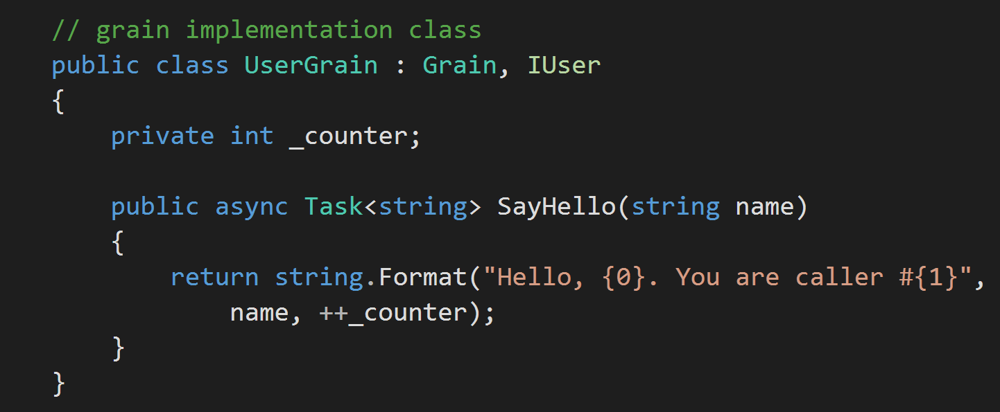 // grain implementation class
public class UserGrain : Grain, IUser
{
    private int _counter;

    public async Task<string> SayHello(string name)
    {
        return string.Format("Hello, {0}. You are caller #{1}",
            name, ++_counter);
    }
}